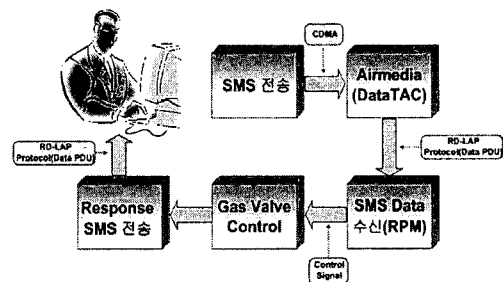 CDMA
SMS 전송
Airmedia
(DataTAC)
RD-LAP
Protocol(Data PDU)
RD-LAP
Protocol(Data PDU)
Response
SMS 전송
Gas Valve
Control
SMS Data
수신(RPM)
Control
Signal